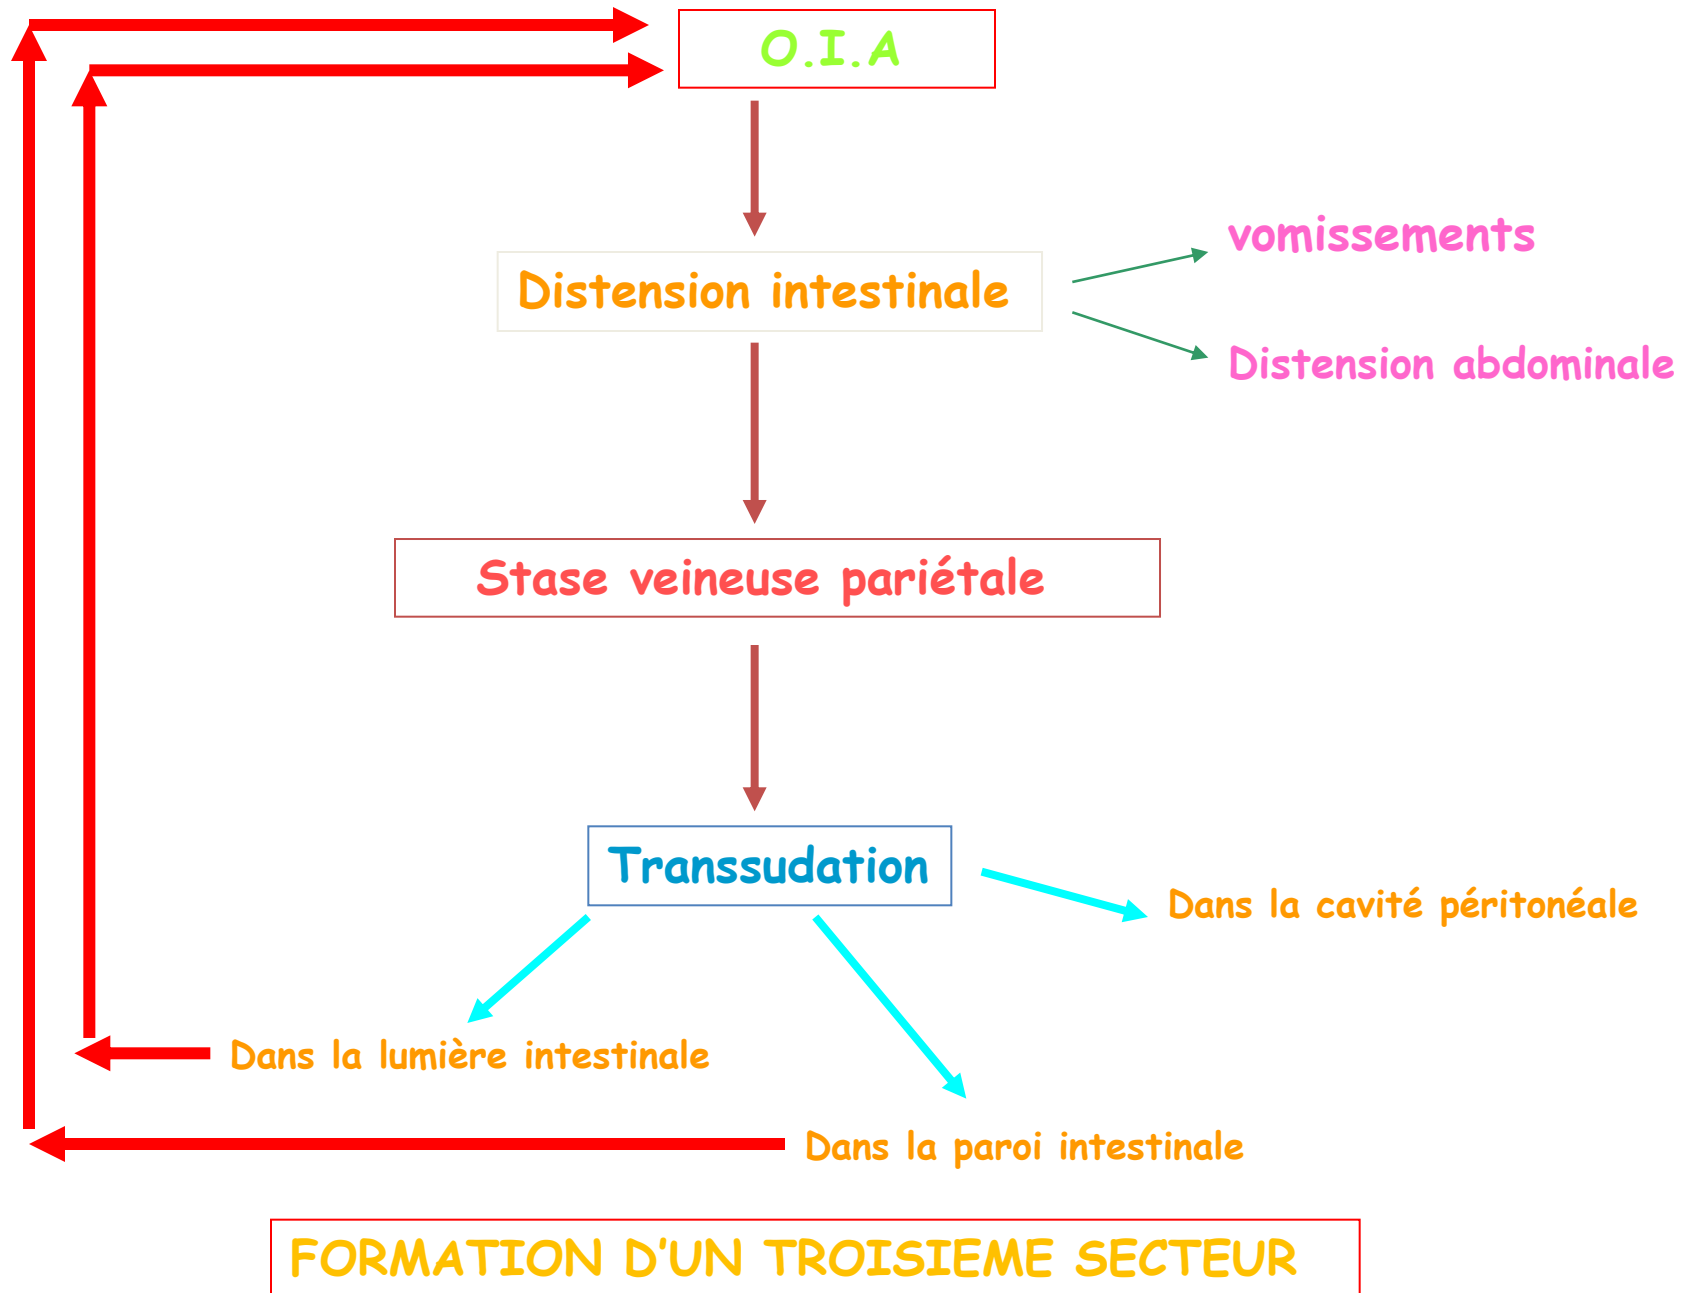 O.I.A
vomissements
Distension intestinale
Distension abdominale
Stase veineuse pariétale
Transsudation
Dans la cavité péritonéale
Dans la lumière intestinale
Dans la paroi intestinale
FORMATION D'UN TROISIEME SECTEUR